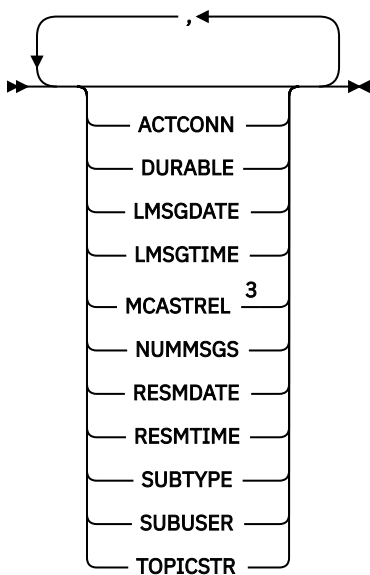 ,
ACTCONN
DURABLE
LMSGDATE
LMSGTIME
MCASTREL 3
NUMMSGS
RESMDATE
RESMTIME
SUBTYPE
SUBUSER
TOPICSTR